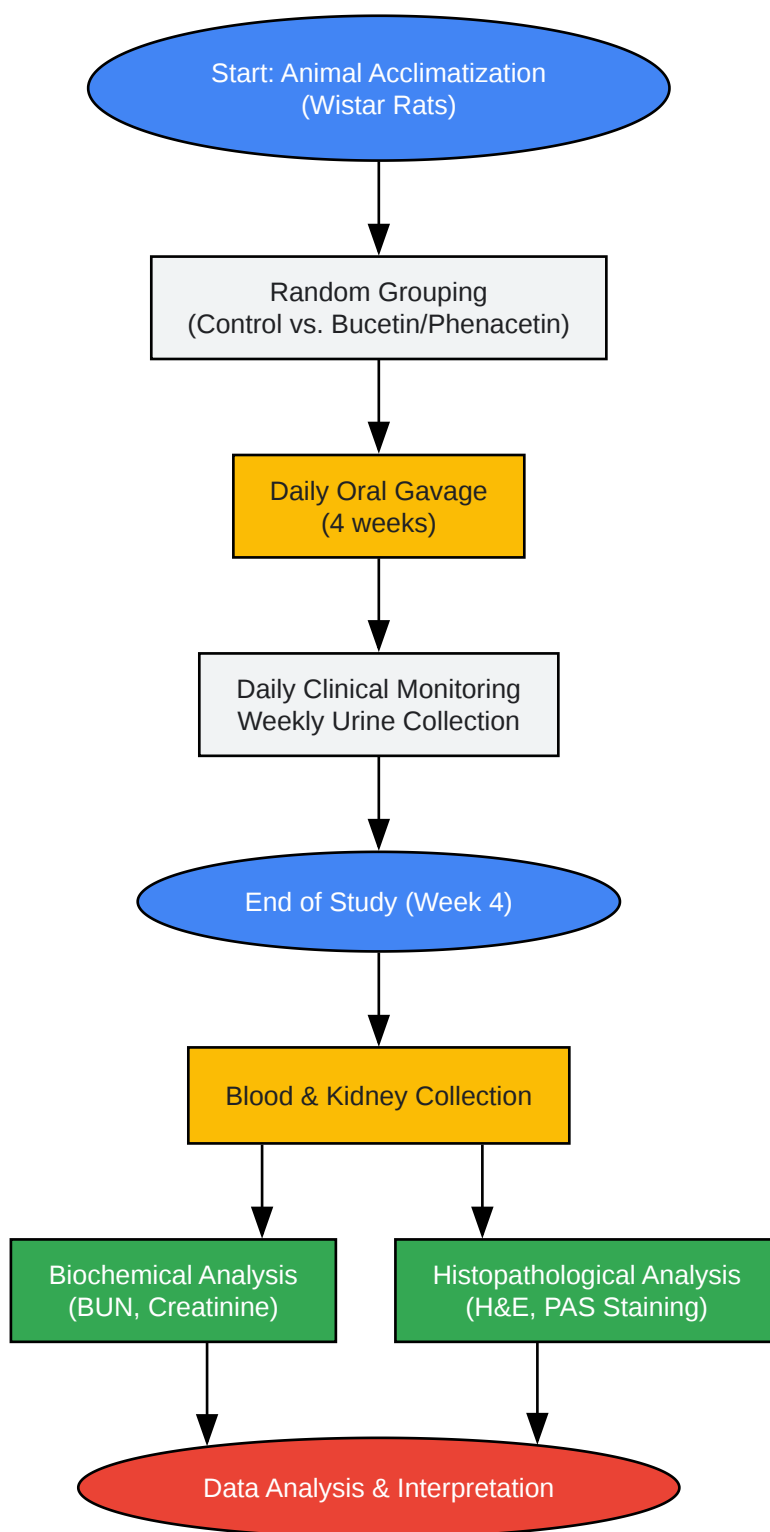 Start: Animal Acclimatization
(Wistar Rats)
Random Grouping
(Control vs. Bucetin/Phenacetin)
Daily Oral Gavage
(4 weeks)
Daily Clinical Monitoring
Weekly Urine Collection
End of Study (Week 4)
Blood & Kidney Collection
Biochemical Analysis
(BUN, Creatinine)
Histopathological Analysis
(H&E, PAS Staining)
Data Analysis & Interpretation